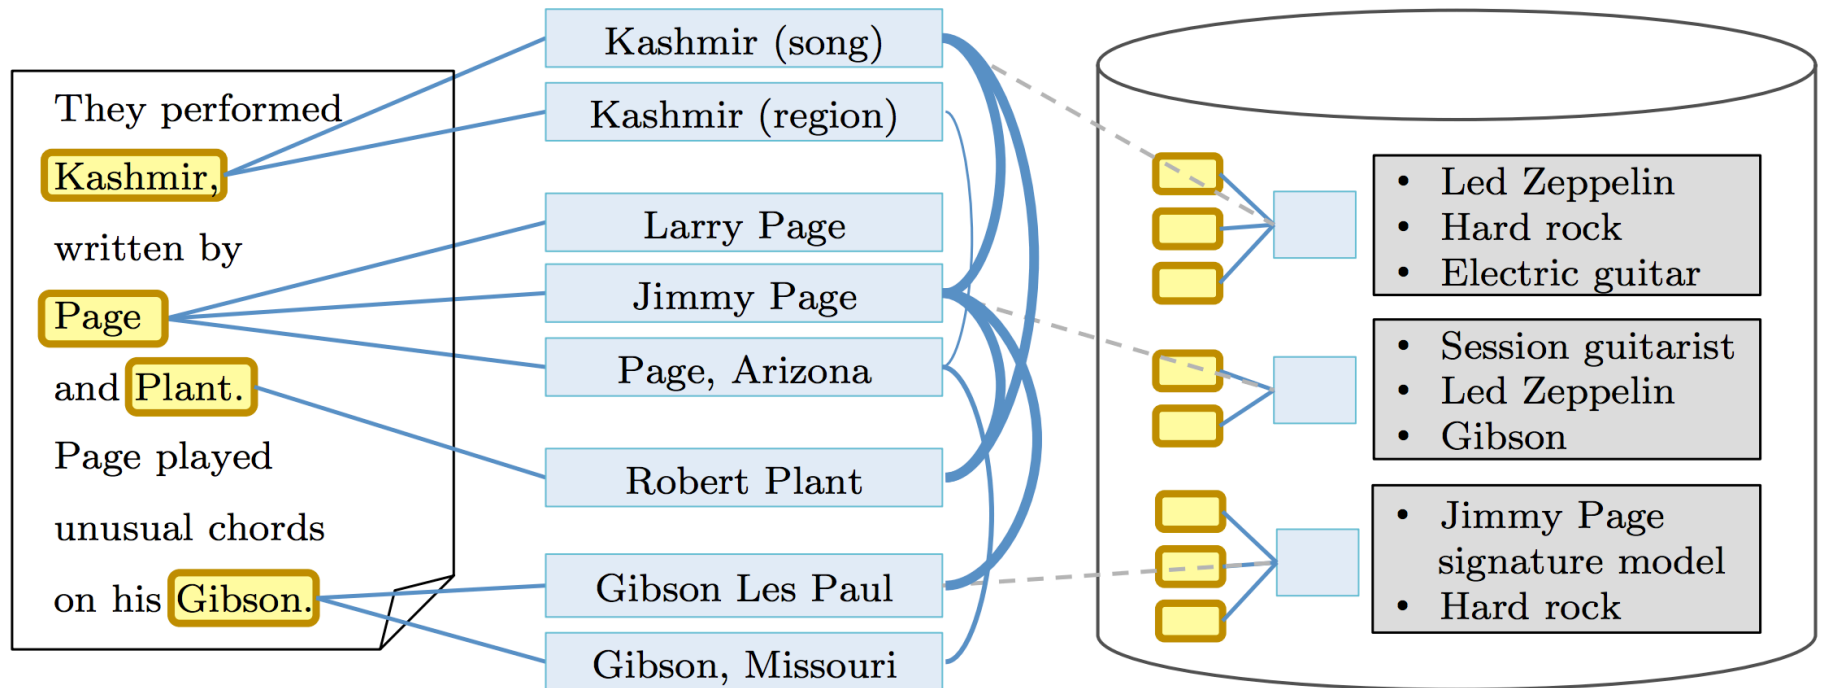 They performed
Kashmir,
written by
Page
and Plant.
Page played
unusual chords
on his Gibson.
Kashmir (song)
Kashmir (region)
Larry Page
Jimmy Page
Page, Arizona
Robert Plant
Gibson Les Paul
Gibson, Missouri
• Led Zeppelin
• Hard rock
• Electric guitar
• Session guitarist
• Led Zeppelin
• Gibson
• Jimmy Page
signature model
• Hard rock